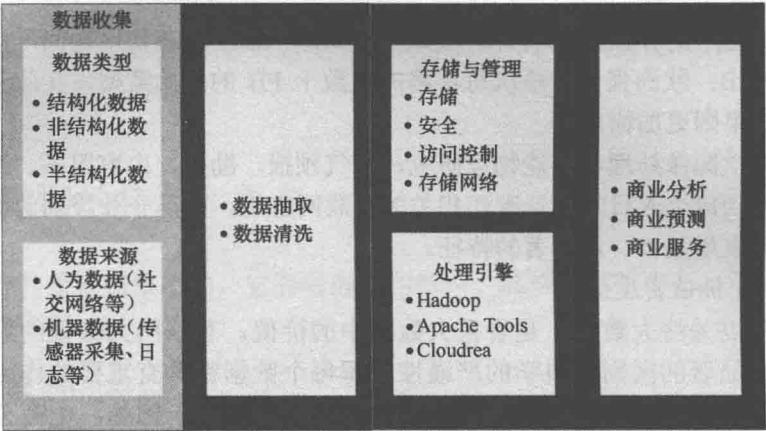 数据收集
数据类型
• 结构化数据
• 非结构化数
据
• 半结构化数
据
数据来源
•人为数据(社
交网络等)
•机器数据(传
感器采集、日
志等)
• 数据抽取
• 数据清洗
存储与管理
• 存储
• 安全
• 访问控制
• 存储网络
处理引擎
•Hadoop
•Apache Tools
•Cloudrea
• 商业分析
• 商业预测
• 商业服务